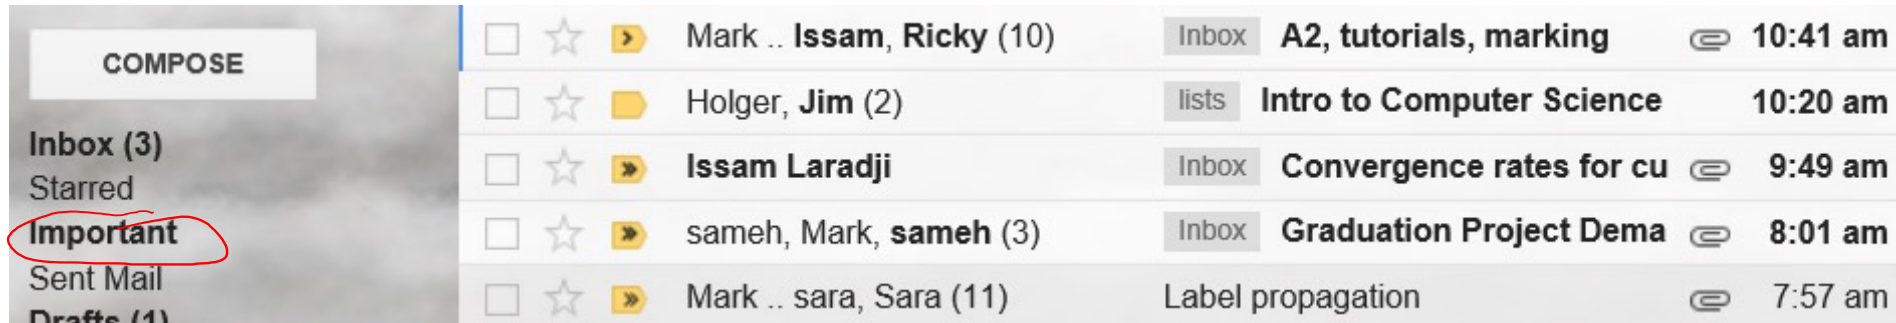 COMPOSE
Inbox (3)
Starred
Important
Sent Mail
Drafts (1)
Mark .. Issam, Ricky (10) Inbox A2, tutorials, marking 10:41 am
Holger, Jim (2) lists Intro to Computer Science 10:20 am
Issam Laradji Inbox Convergence rates for cu 9:49 am
sameh, Mark, sameh (3) Inbox Graduation Project Dema 8:01 am
Mark .. sara, Sara (11) Label propagation 7:57 am